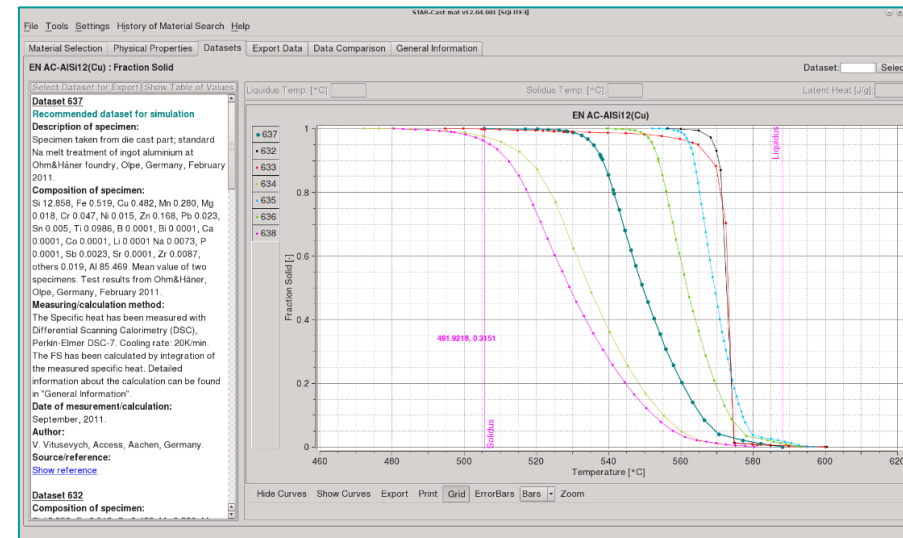 STAR-Cast mat v12.04.001 [SQLITE3]
File Tools Settings History of Material Search Help
Material Selection Physical Properties Datasets Export Data Data Comparison General Information
EN AC-AlSi12(Cu) : Fraction Solid
Dataset: Selec
Select Dataset for Export Show Table of Values
Liquidus Temp. [°C] Solidus Temp. [°C] Latent Heat [J/g]
Dataset 637
Recommended dataset for simulation
Description of specimen:
Specimen taken from die cast part; standard
Na melt treatment of ingot aluminium at
Ohm&Häner foundry, Olpe, Germany, February
2011.
Composition of specimen:
Si 12.858, Fe 0.519, Cu 0.482, Mn 0.280, Mg
0.018, Cr 0.047, Ni 0.015, Zn 0.168, Pb 0.023,
Sn 0.005, Ti 0.0986, B 0.0001, Bi 0.0001, Ca
0.0001, Co 0.0001, Li 0.0001 Na 0.0073, P
0.0001, Sb 0.0023, Sr 0.0001, Zr 0.0087,
others 0.019, Al 85.469. Mean value of two
specimens. Test results from Ohm&Häner,
Olpe, Germany, February 2011.
Measuring/calculation method:
The Specific heat has been measured with
Differential Scanning Calorimetry (DSC),
Perkin-Elmer DSC-7. Cooling rate: 20K/min.
The FS has been calculated by integration of
the measured specific heat. Detailed
information about the calculation can be found
in "General Information".
Date of mesurement/calculation:
September, 2011.
Author:
V. Vitusevych, Access, Aachen, Germany.
Source/reference:
Show reference
Dataset 632
Composition of specimen:
EN AC-AlSi12(Cu)
637
632
633
634
635
636
638
Fraction Solid [-]
1
0.8
0.6
0.4
0.2
0
Solidus
Liquidus
491.9218, 0.3151
460 480 500 520 540 560 580 600 620
Temperature [°C]
Hide Curves Show Curves Export Print Grid ErrorBars Bars Zoom